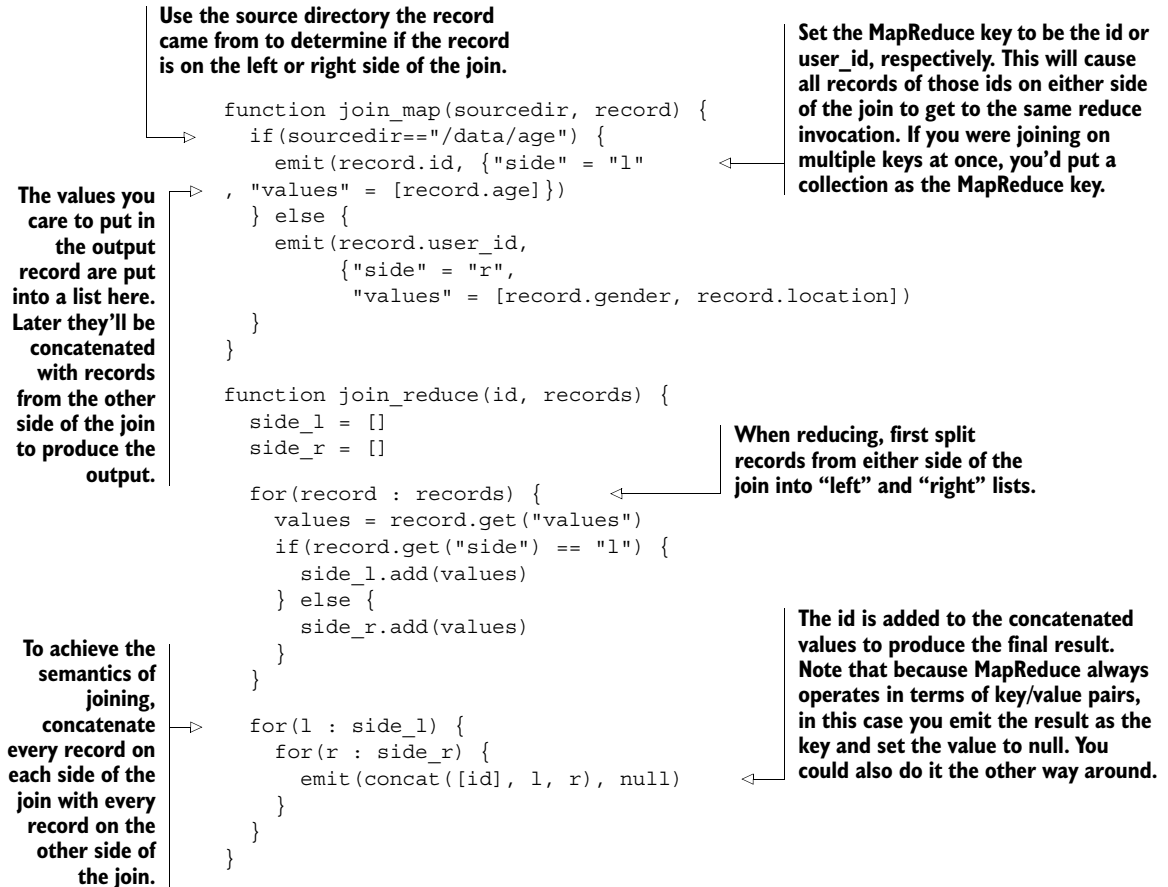 Use the source directory the record
came from to determine if the record
is on the left or right side of the join.
Set the MapReduce key to be the id or
user_id, respectively. This will cause
all records of those ids on either side
of the join to get to the same reduce
invocation. If you were joining on
multiple keys at once, you'd put a
collection as the MapReduce key.
function join_map(sourcedir, record) {
if(sourcedir=="/data/age") {
emit(record.id, {"side" = "l"
, "values" = [record.age]})
} else {
emit(record.user_id,
{"side" = "r",
"values" = [record.gender, record.location])
}
}
The values you
care to put in
the output
record are put
into a list here.
Later they'll be
concatenated
with records
from the other
side of the join
to produce the
output.
function join_reduce(id, records) {
side_l = []
side_r = []
for(record : records) {
values = record.get("values")
if(record.get("side") == "l") {
side_l.add(values)
} else {
side_r.add(values)
}
}
When reducing, first split
records from either side of the
join into “left” and “right” lists.
To achieve the
semantics of
joining,
concatenate
every record on
each side of the
join with every
record on the
other side of
the join.
for(l : side_l) {
for(r : side_r) {
emit(concat([id], l, r), null)
}
}
}
The id is added to the concatenated
values to produce the final result.
Note that because MapReduce always
operates in terms of key/value pairs,
in this case you emit the result as the
key and set the value to null. You
could also do it the other way around.